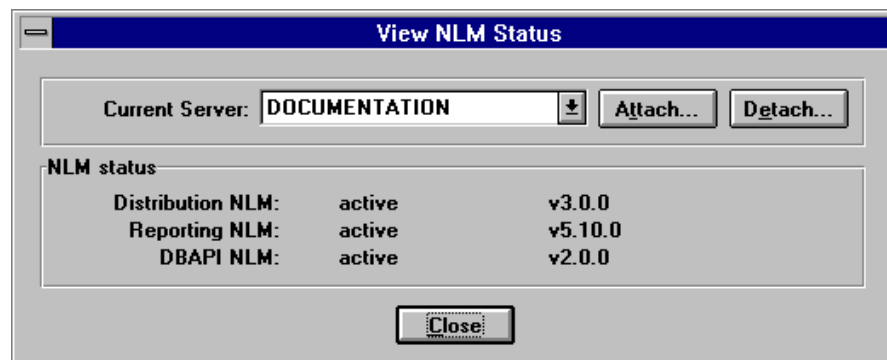 View NLM Status
Current Server: DOCUMENTATION Attach... Detach...
NLM status
Distribution NLM: active v3.0.0
Reporting NLM: active v5.10.0
DBAPI NLM: active v2.0.0
Close